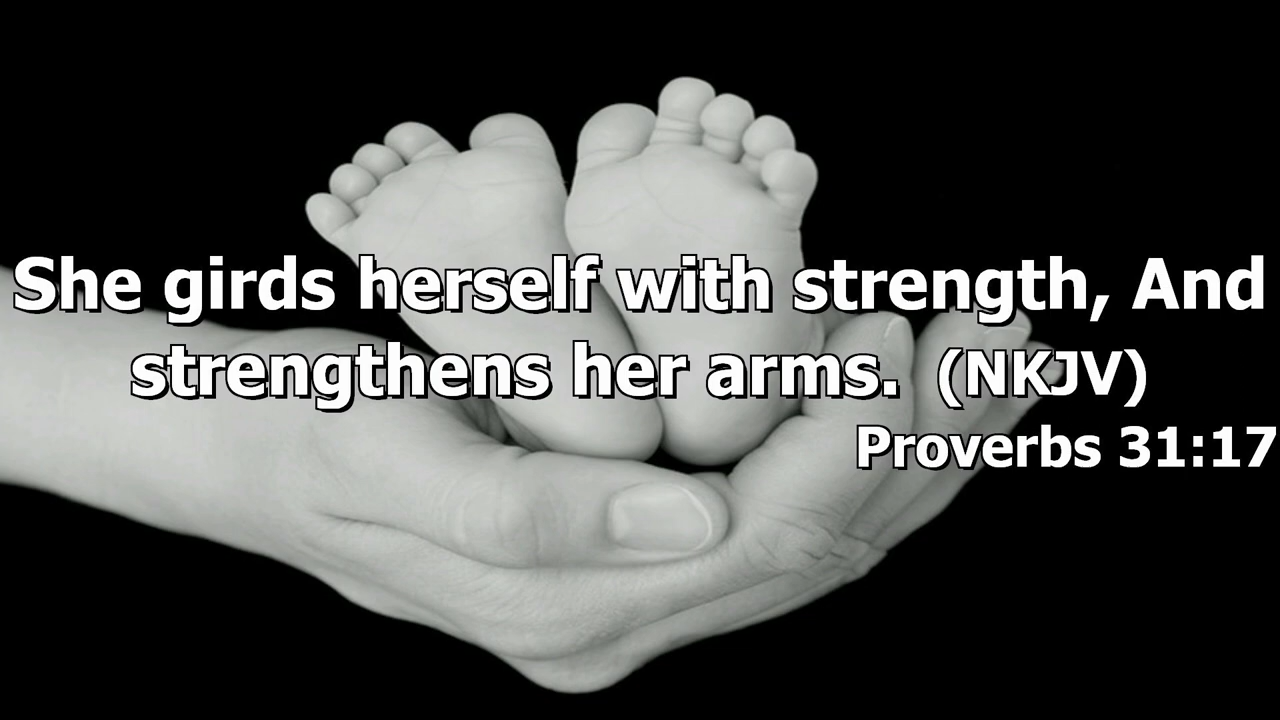 She girds herself with strength, And
strengthens her arms. (NKJV)
Proverbs 31:17